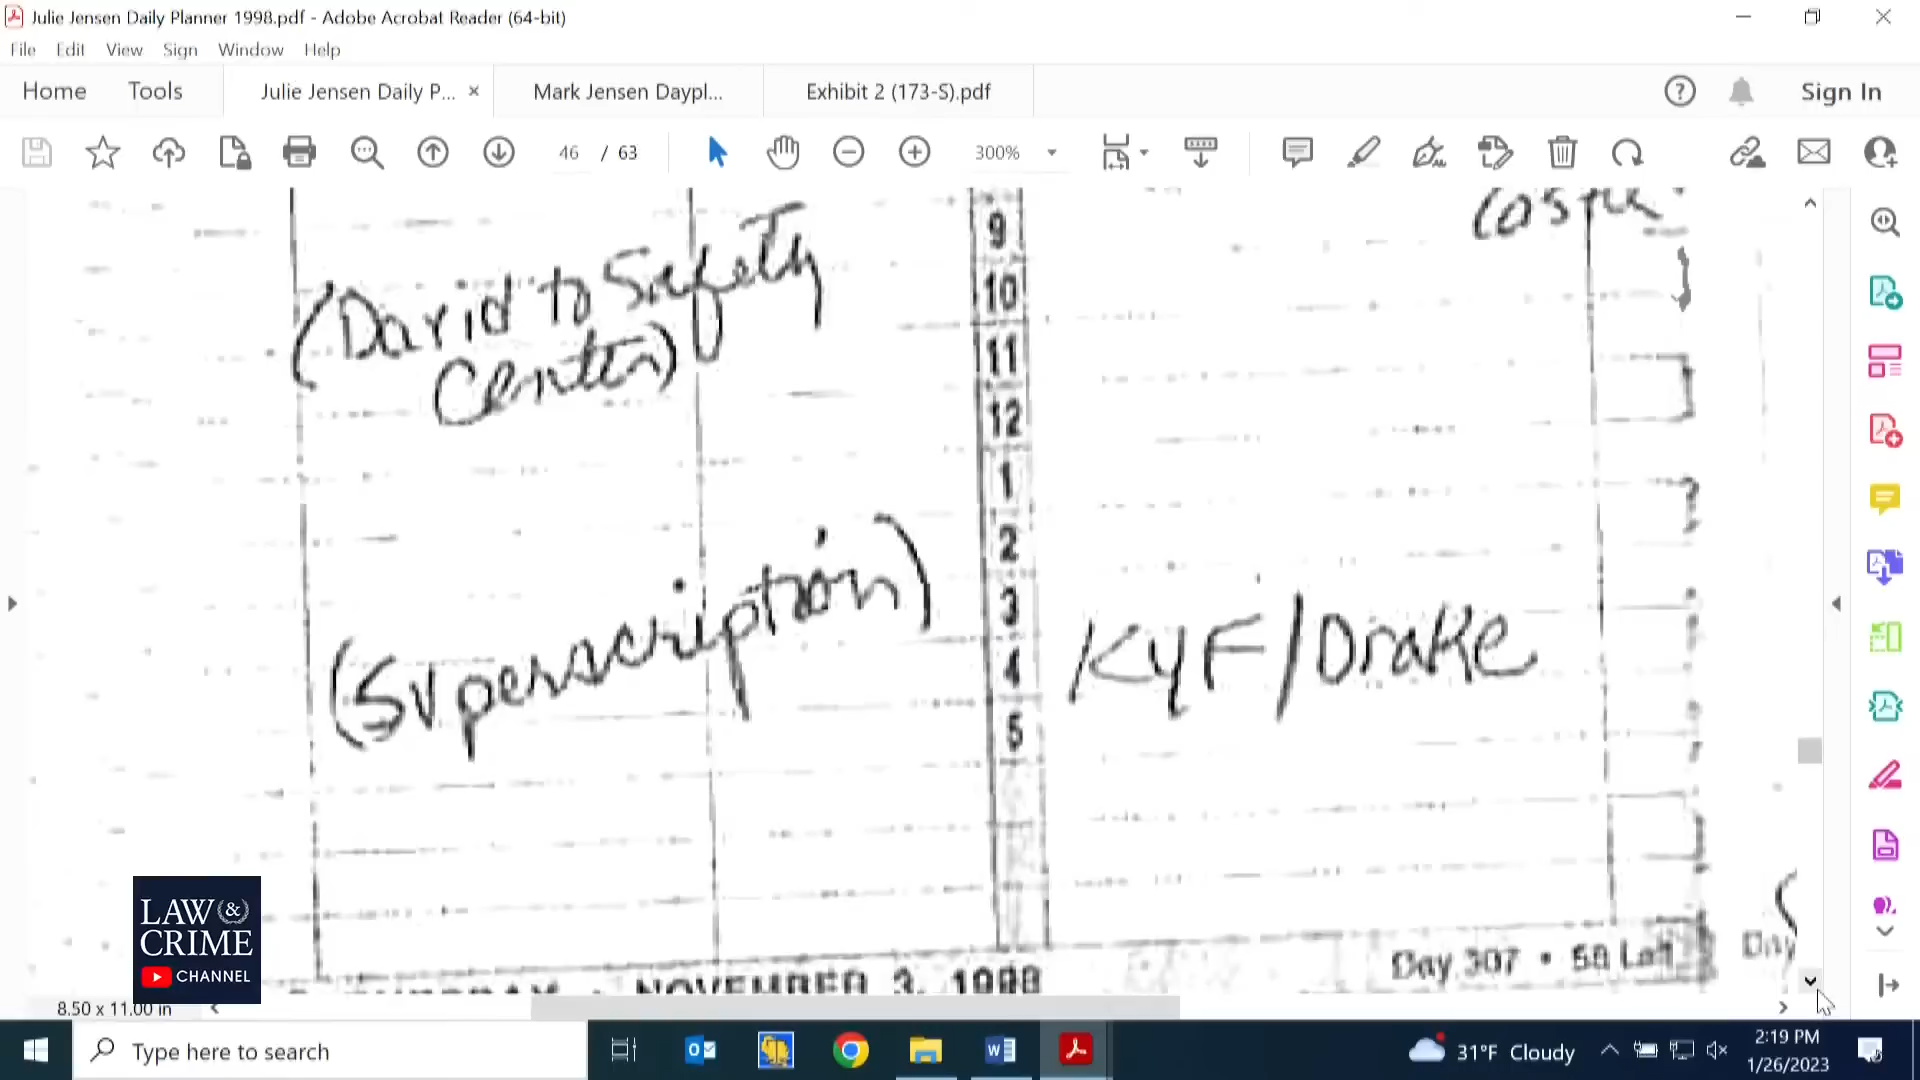 Julie Jensen Daily Planner 1998.pdf - Adobe Acrobat Reader (64-bit)
File Edit View Sign Window Help
Home Tools Julie Jensen Daily P... × Mark Jensen Daypl... Exhibit 2 (173-S).pdf Sign In
46 / 63 300%
9
(David to Safety
Center)
10
11
12
1
2
3
(Superscription)
4 KyF/Drake
5
NOVEMBER 3, 1998
Day 307 • 58 Left
Day
LAW &
CRIME
CHANNEL
8.50 x 11.00 in
Type here to search
31°F Cloudy
2:19 PM
1/26/2023